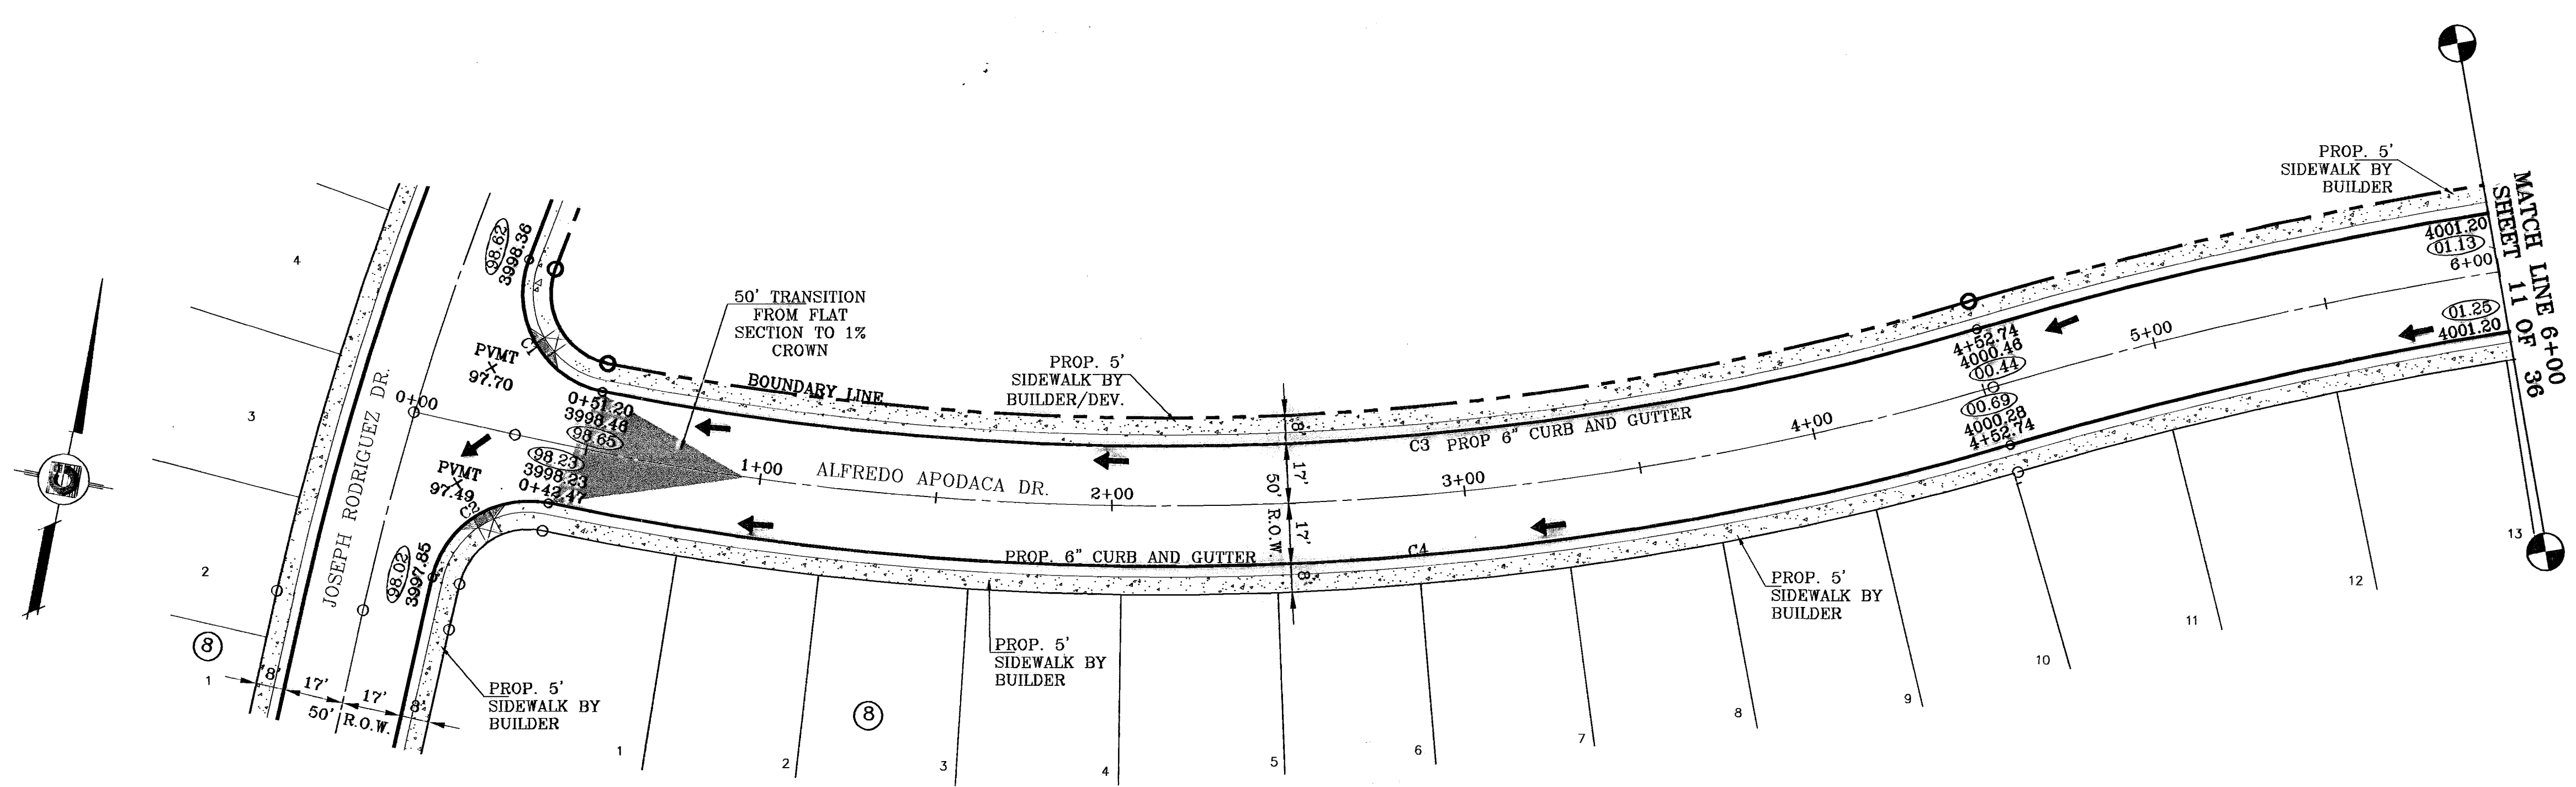 PROP. 5'
SIDEWALK BY
BUILDER
MATCH LINE 6+00
SHEET 11 OF 36
4001.20
01.13
6+00
01.25
4001.20
5+00
4+52.74
4000.46
00.44
00.69
4000.28
4+52.74
4+00
3+00
2+00
1+00
0+00
98.62
3998.36
C1
PVMT
97.70
50' TRANSITION
FROM FLAT
SECTION TO 1%
CROWN
BOUNDARY LINE
PROP. 5'
SIDEWALK BY
BUILDER/DEV.
0+51.20
3998.46
98.65
98.23
3998.23
0+42.47
PVMT
97.49
C2
98.02
3997.85
ALFREDO APODACA DR.
JOSEPH RODRIGUEZ DR.
C3 PROP 6" CURB AND GUTTER
PROP. 6" CURB AND GUTTER
C4
8'
17'
50' R.O.W.
17'
8'
8'
17'
17'
8'
50' R.O.W.
PROP. 5'
SIDEWALK BY
BUILDER
PROP. 5'
SIDEWALK BY
BUILDER
PROP. 5'
SIDEWALK BY
BUILDER
4
3
2
1
8
8
1
2
3
4
5
6
7
8
9
10
11
12
13